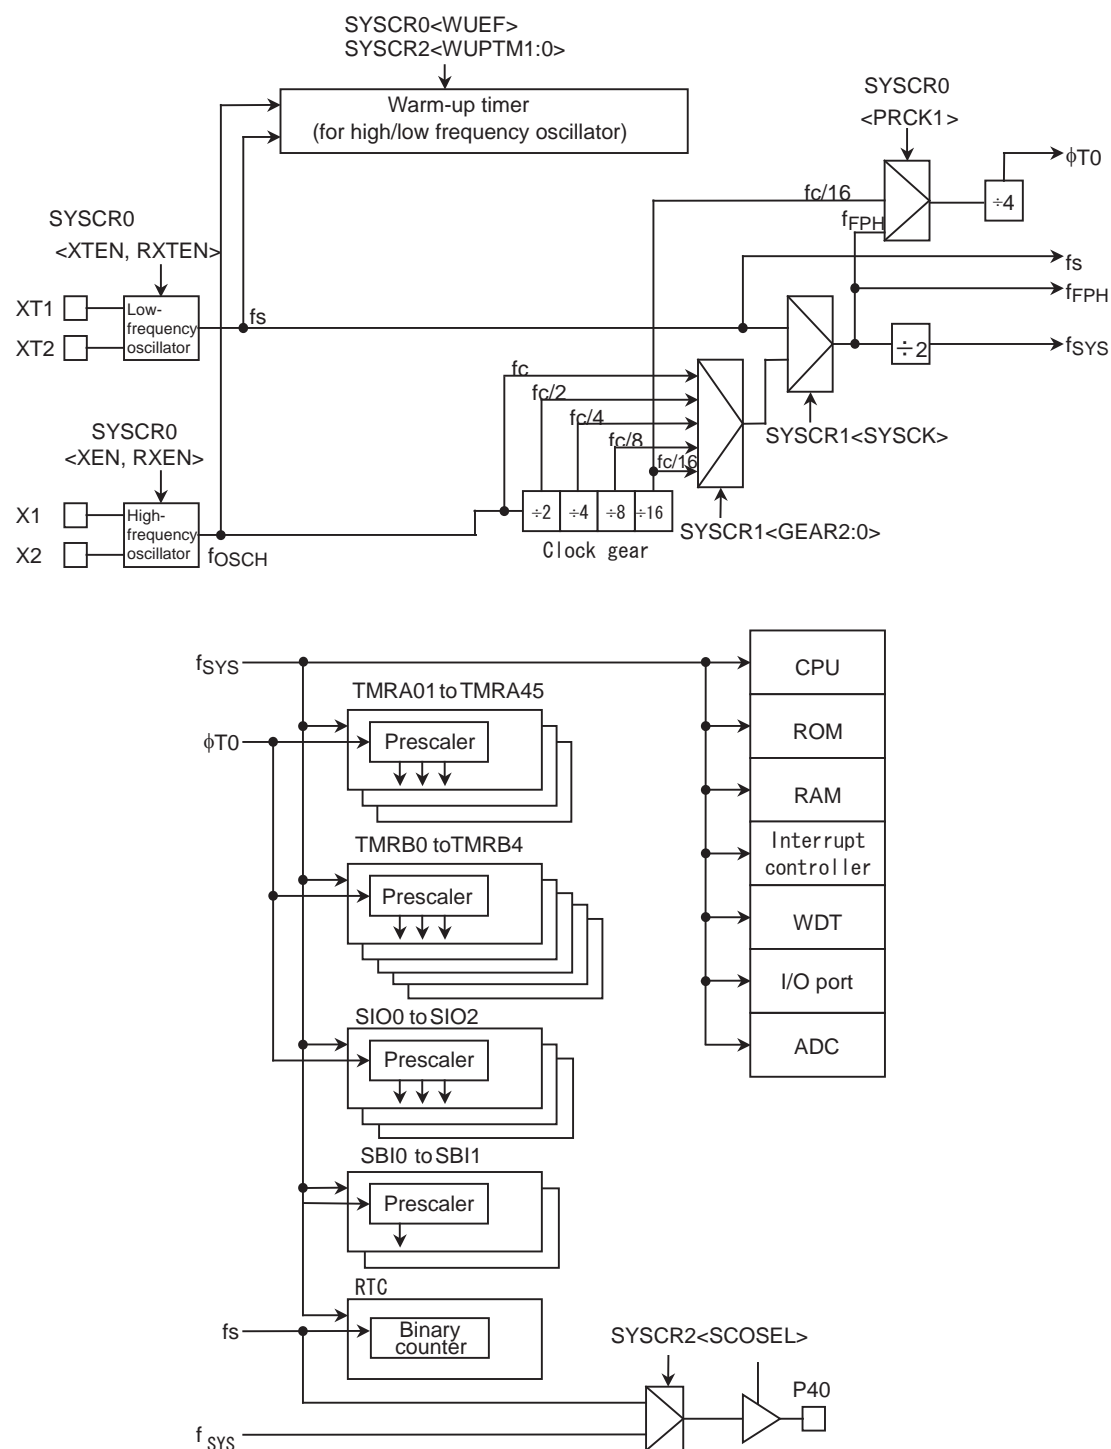 SYSCR0<WUEF>
SYSCR2<WUPTM1:0>
Warm-up timer
(for high/low frequency oscillator)
SYSCR0
<PRCK1>
ϕT0
fc/16
÷4
fFPH
SYSCR0
<XTEN, RXTEN>
fs
fFPH
XT1
XT2
Low-
frequency
oscillator
fs
÷2
fSYS
fc
fc/2
fc/4
fc/8
fc/16
SYSCR1<SYSCK>
SYSCR0
<XEN, RXEN>
X1
X2
High-
frequency
oscillator
fOSCH
÷2 ÷4 ÷8 ÷16
Clock gear
SYSCR1<GEAR2:0>
fSYS
CPU
TMRA01 to TMRA45
ϕT0
Prescaler
ROM
RAM
TMRB0 toTMRB4
Prescaler
Interrupt
controller
WDT
I/O port
SIO0 to SIO2
Prescaler
ADC
SBI0 to SBI1
Prescaler
RTC
fs
Binary
counter
SYSCR2<SCOSEL>
P40
f SYS